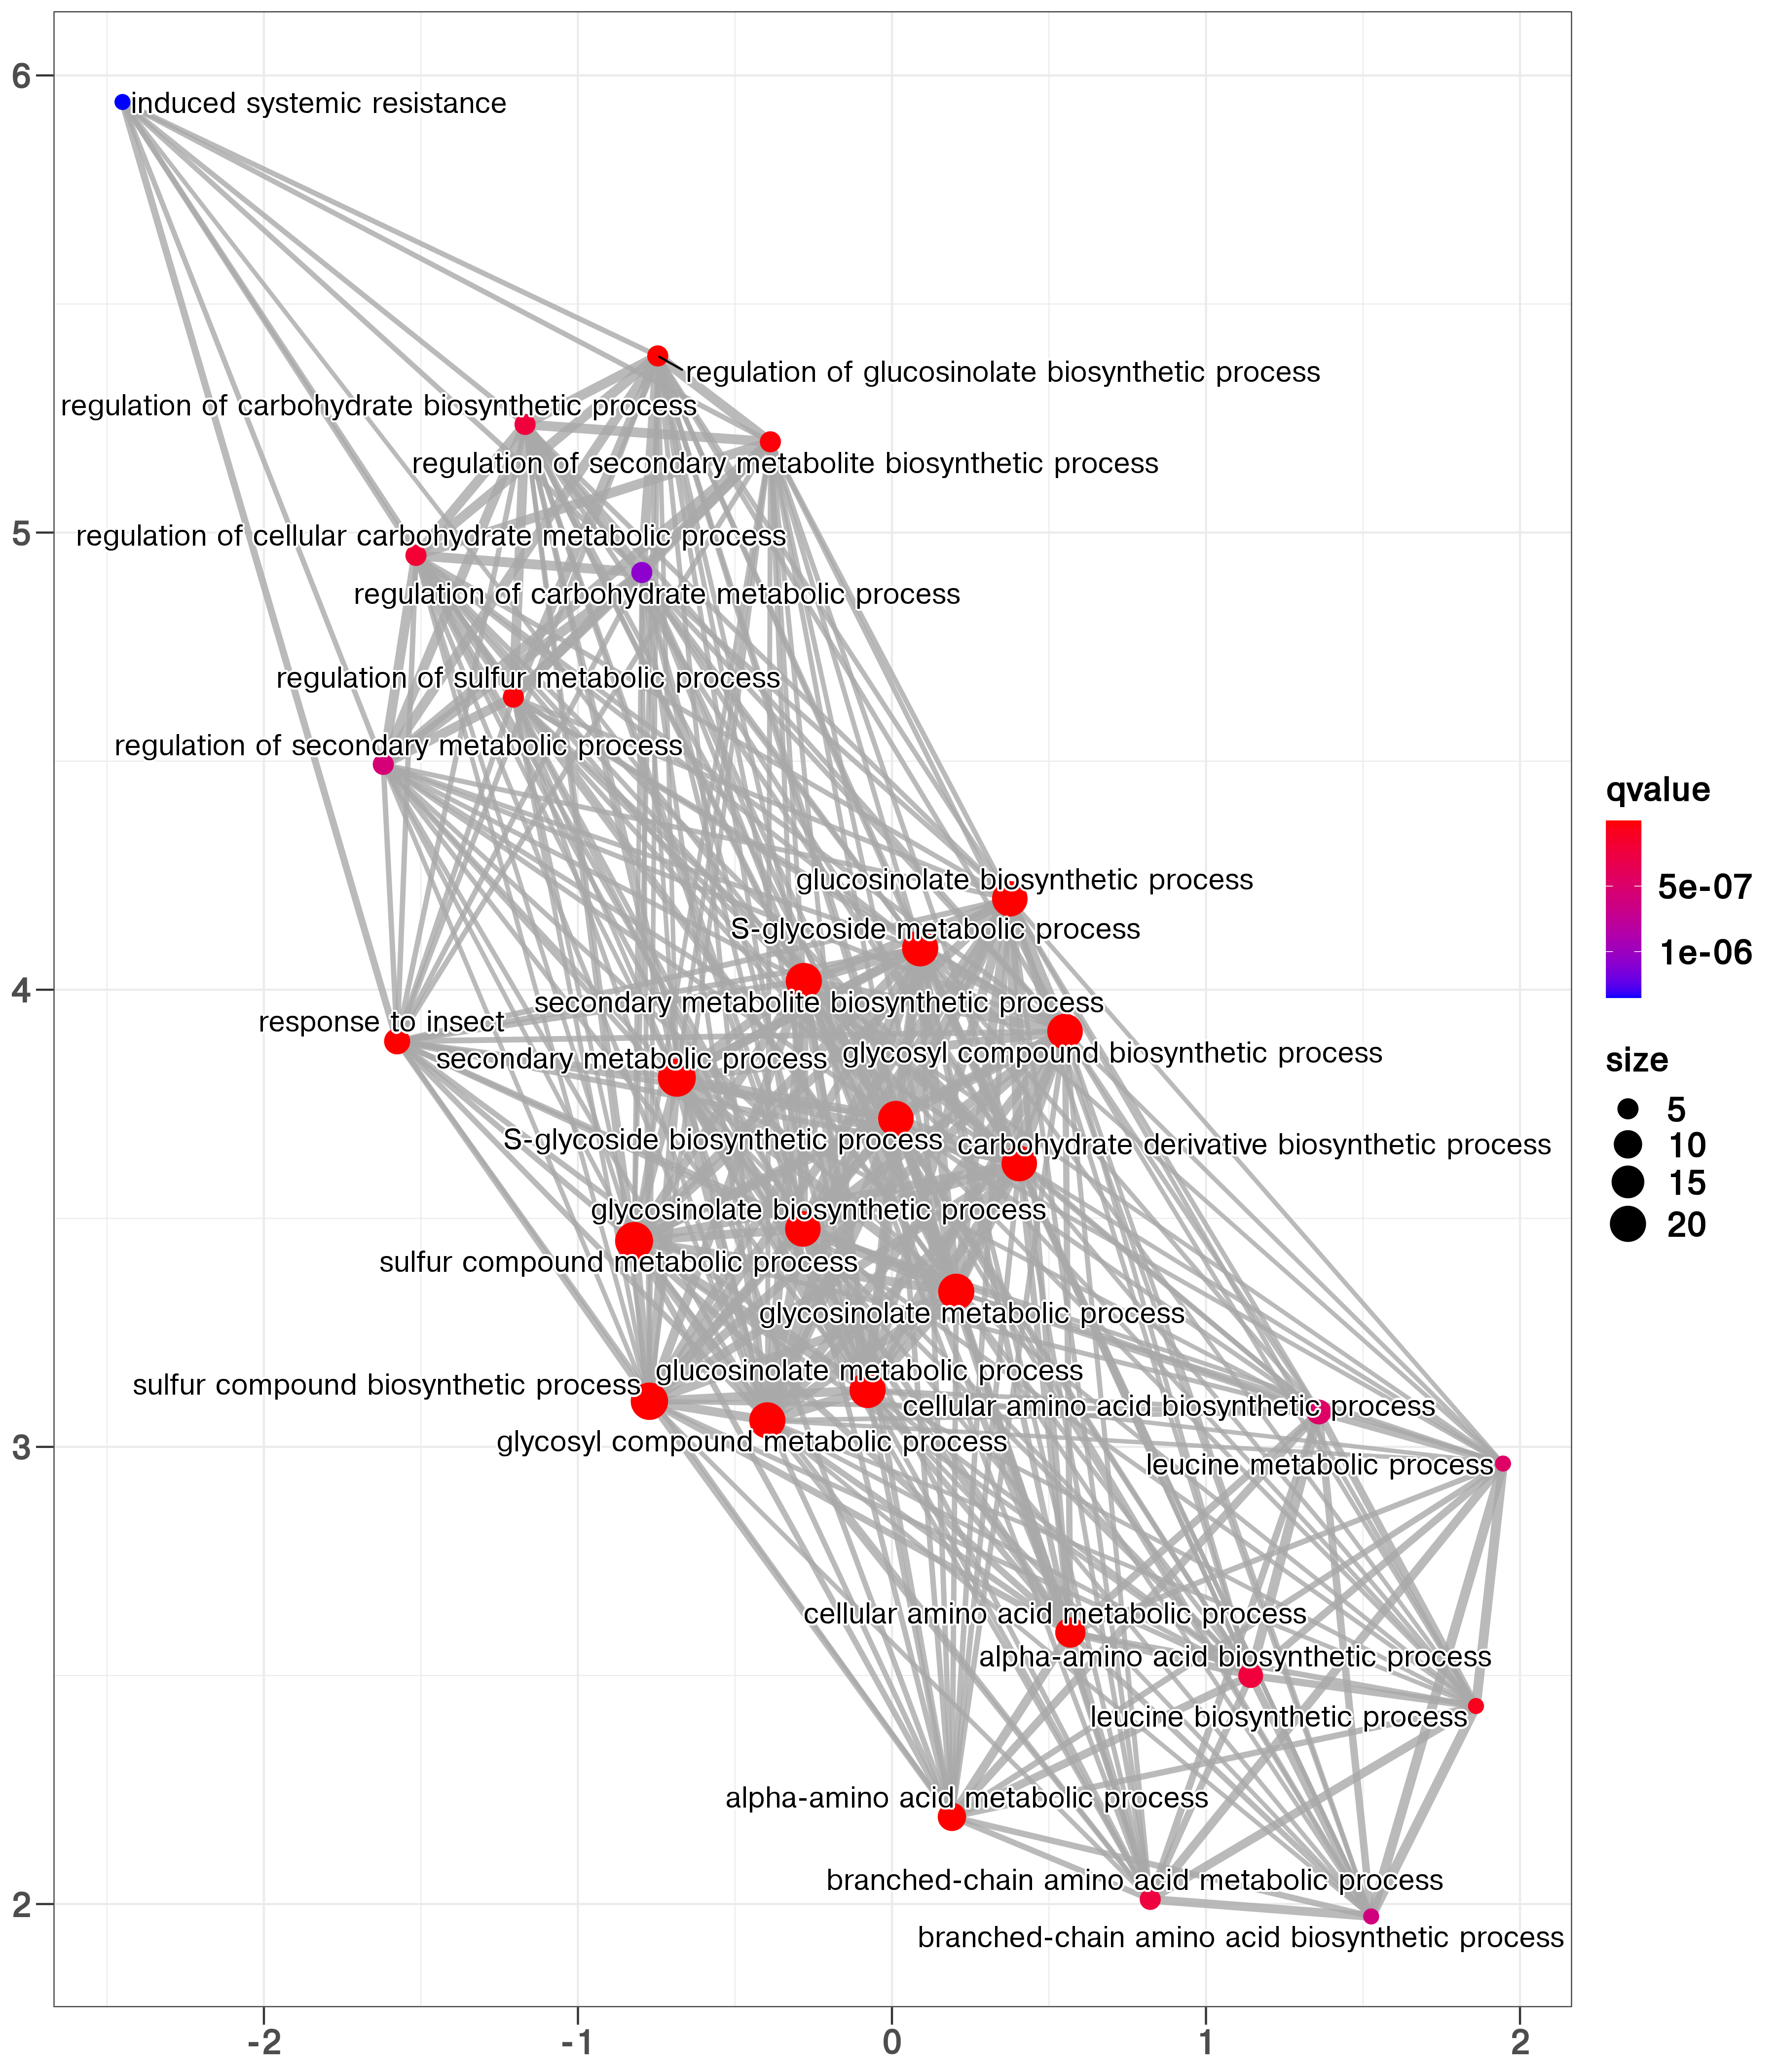 6
induced systemic resistance
regulation of glucosinolate biosynthetic process
regulation of carbohydrate biosynthetic process
regulation of secondary metabolite biosynthetic process
5
regulation of cellular carbohydrate metabolic process
regulation of carbohydrate metabolic process
regulation of sulfur metabolic process
regulation of secondary metabolic process
qvalue
5e-07
1e-06
glucosinolate biosynthetic process
S-glycoside metabolic process
4
secondary metabolite biosynthetic process
response to insect
glycosyl compound biosynthetic process
secondary metabolic process
size
5
10
15
20
S-glycoside biosynthetic process
carbohydrate derivative biosynthetic process
glycosinolate biosynthetic process
sulfur compound metabolic process
glycosinolate metabolic process
glucosinolate metabolic process
sulfur compound biosynthetic process
cellular amino acid biosynthetic process
glycosyl compound metabolic process
3
leucine metabolic process
cellular amino acid metabolic process
alpha-amino acid biosynthetic process
leucine biosynthetic process
alpha-amino acid metabolic process
branched-chain amino acid metabolic process
2
branched-chain amino acid biosynthetic process
-2
-1
0
1
2